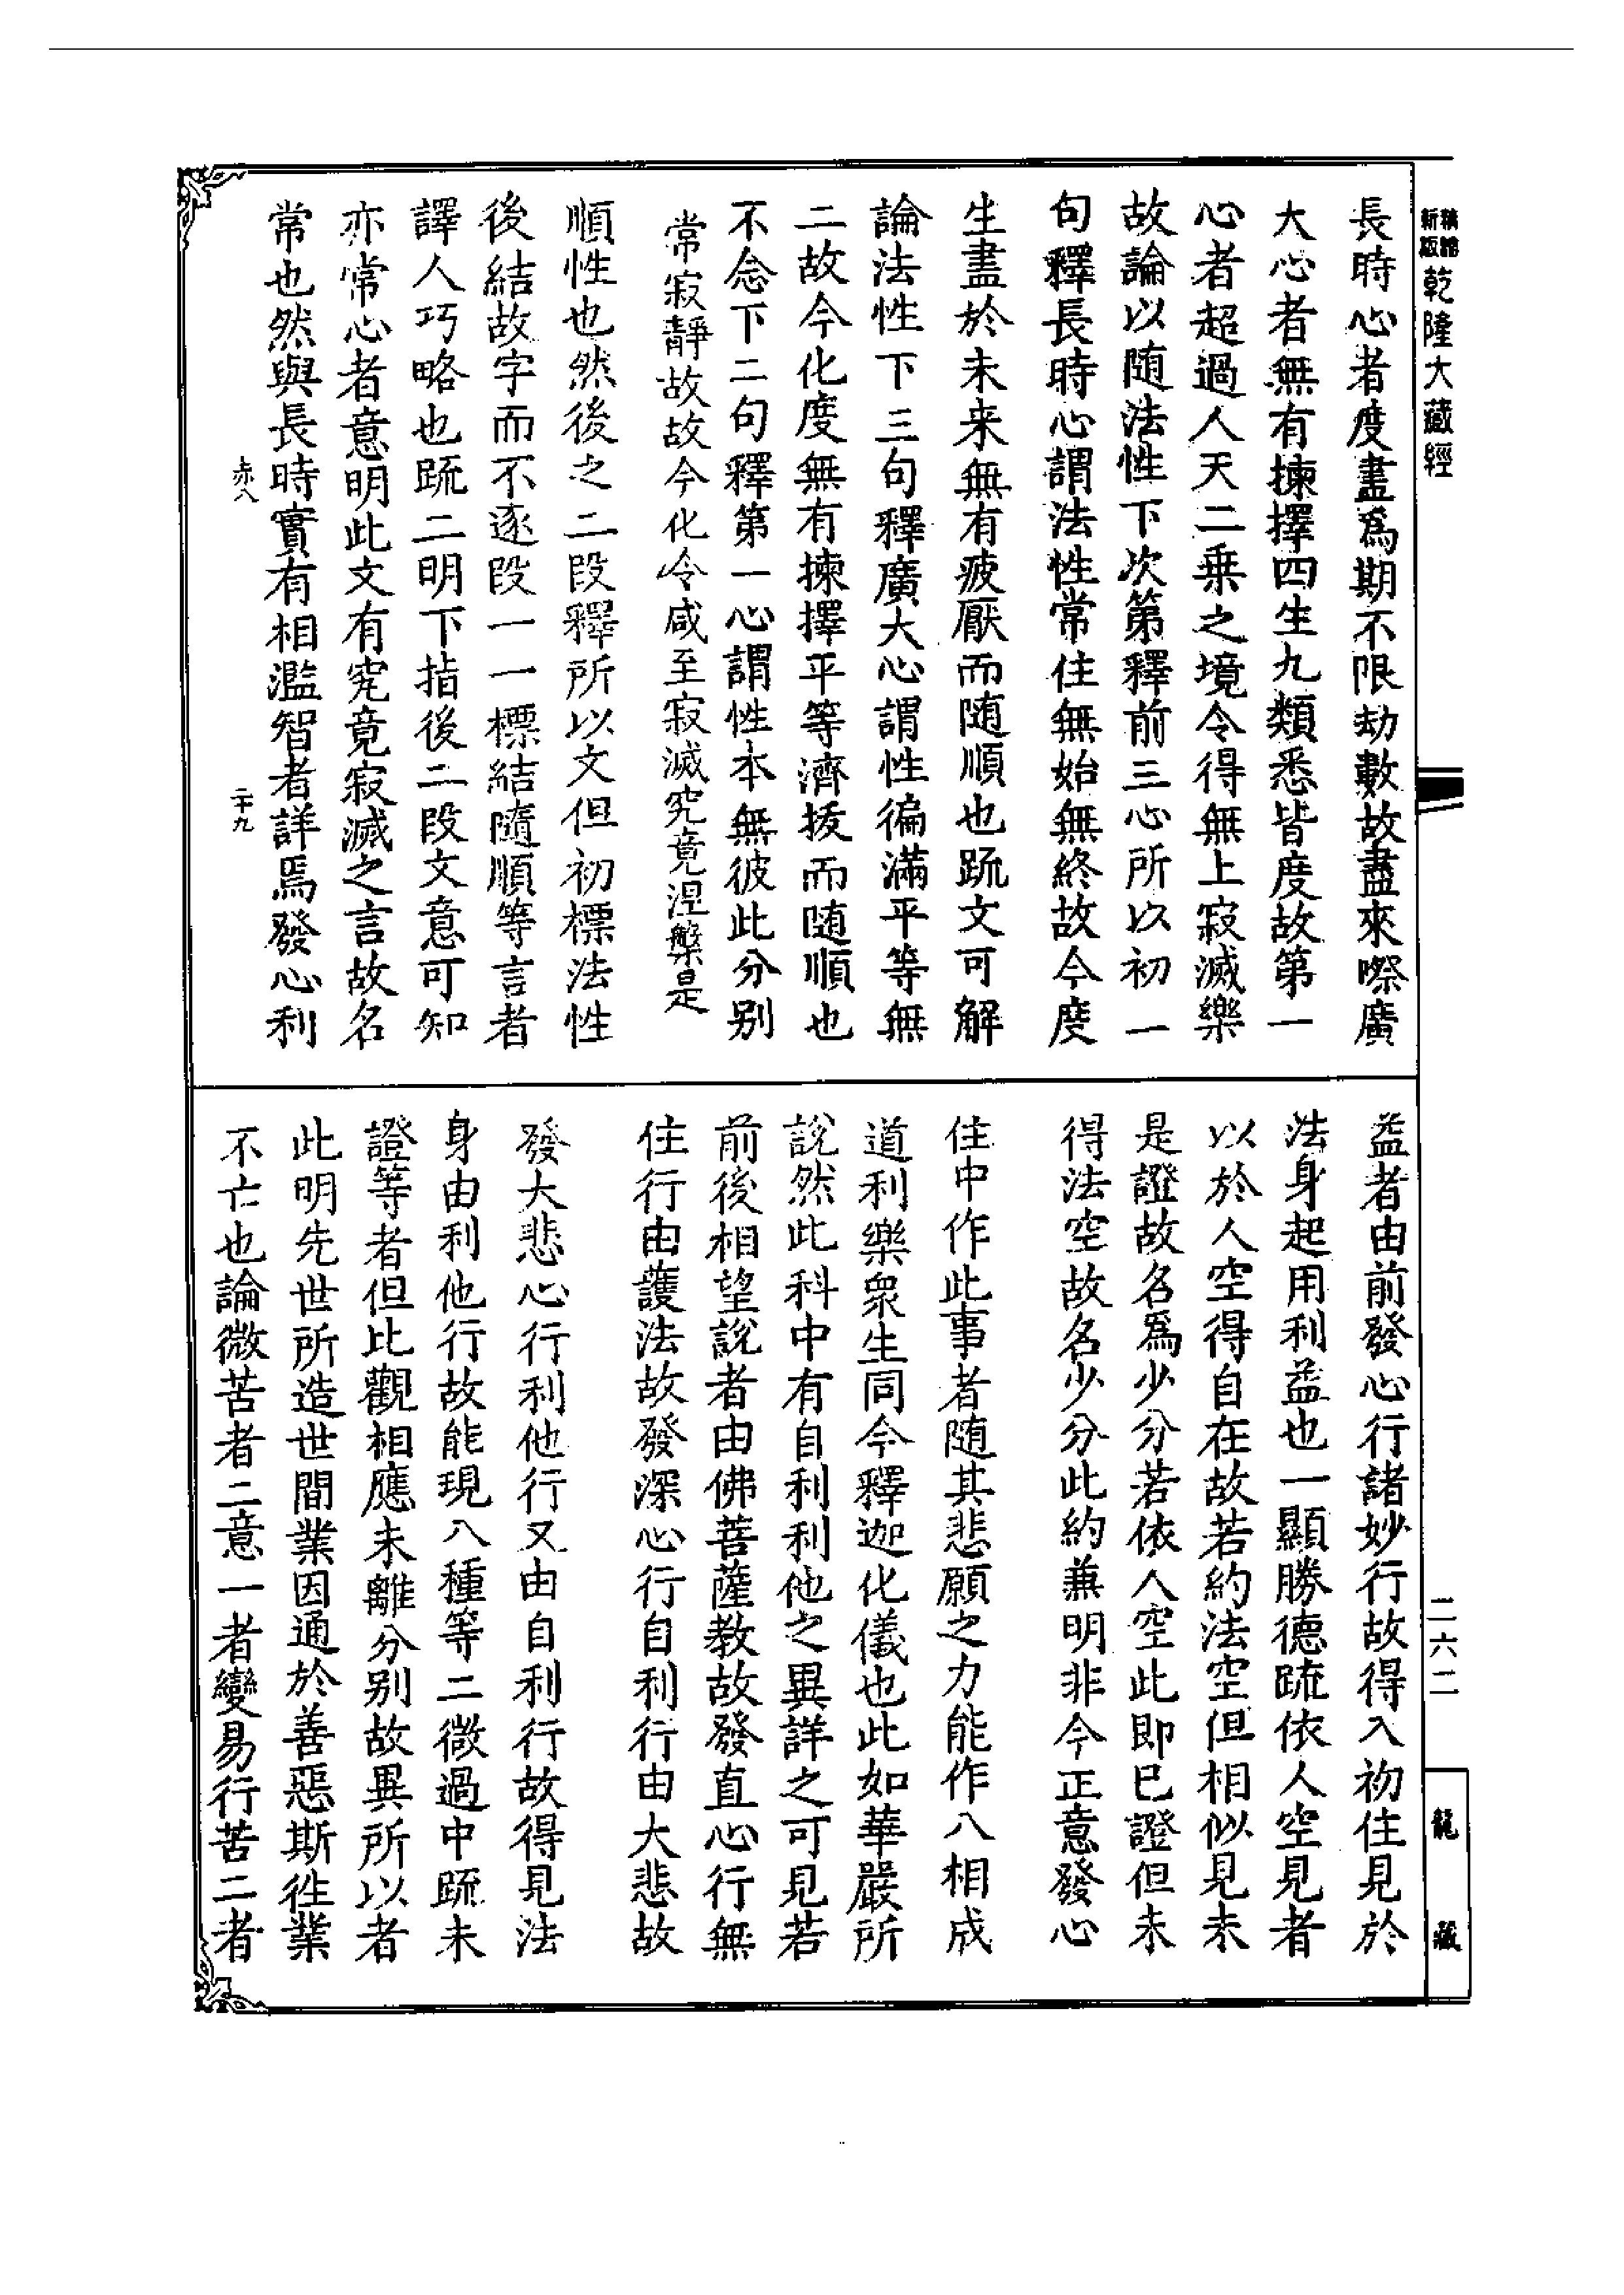 新版
精縮
乾隆大藏經
長時心者度盡爲期不限劫數故盡來際廣
大心者無有揀擇四生九類悉皆度故第一
心者超過人天二乗之境令得無上寂滅樂
故論以随法性下次第釋前三心所以初一
句釋長時心謂法性常住無始無終故今度
生盡於未来無有疲厭而随順也䟽文可解
論法性下三句釋廣大心謂性徧滿平等無
二故今化度無有揀擇平等濟拔而随順也
不念下二句釋第一心謂性本無彼此分别
常寂靜故故今化令咸至寂滅究竟涅槃是
順性也然後之二段釋所以文但初標法性
後結故字而不逐段一一標結隨順等言者
譯人巧略也䟽二明下指後二段文意可知
亦常心者意明此文有究竟寂滅之言故名
常也然與長時實有相濫智者詳焉發心利
赤八
二十九
益者由前發心行諸妙行故得入初住見於
法身起用利益也一顯勝德䟽依人空見者
以於人空得自在故若約法空但相似見未
是證故名爲少分若依人空此即已證但未
得法空故名少分此約兼明非今正意發心
住中作此事者随其悲願之力能作八相成
道利樂衆生同今釋迦化儀也此如華嚴所
說然此科中有自利利他之異詳之可見若
前後相望說者由佛菩薩教故發直心行無
住行由護法故發深心行自利行由大悲故
發大悲心行利他行又由自利行故得見法
身由利他行故能現八種等二微過中䟽未
證等者但比觀相應未離分别故異所以者
此明先世所造世間業因通於善惡斯徃業
不亡也論微苦者二意一者變易行苦二者
二六二
龍
藏